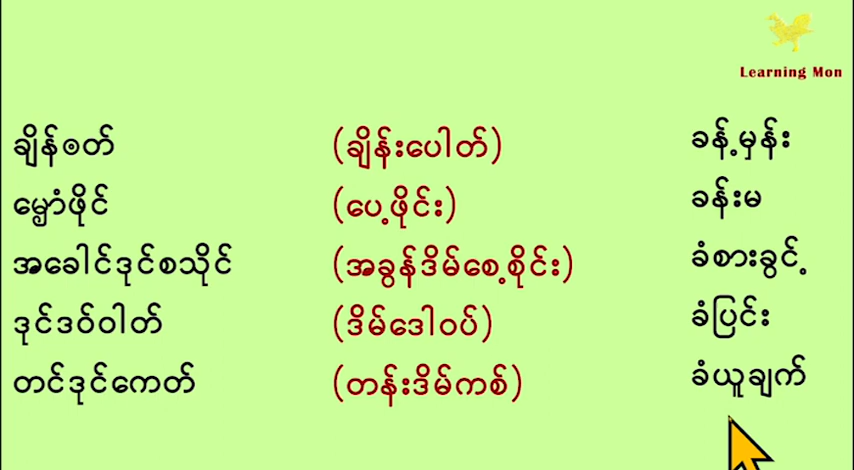 Learning Mon
ချိန်ဗတ် (ချိန်းပေါတ်) ခန့်မှန်း
မ္ဍောံဖိုင် (ပေ့ဖိုင်း) ခန်းမ
အခေါင်ဒုင်စသိုင် (အခွန်ဒိမ်စေ့စိုင်း) ခံစားခွင့်
ဒုင်ဒဝ်ဝါတ် (ဒိမ်ဒေါဝပ်) ခံပြင်း
တင်ဒုင်ကေတ် (တန်းဒိမ်ကစ်) ခံယူချက်